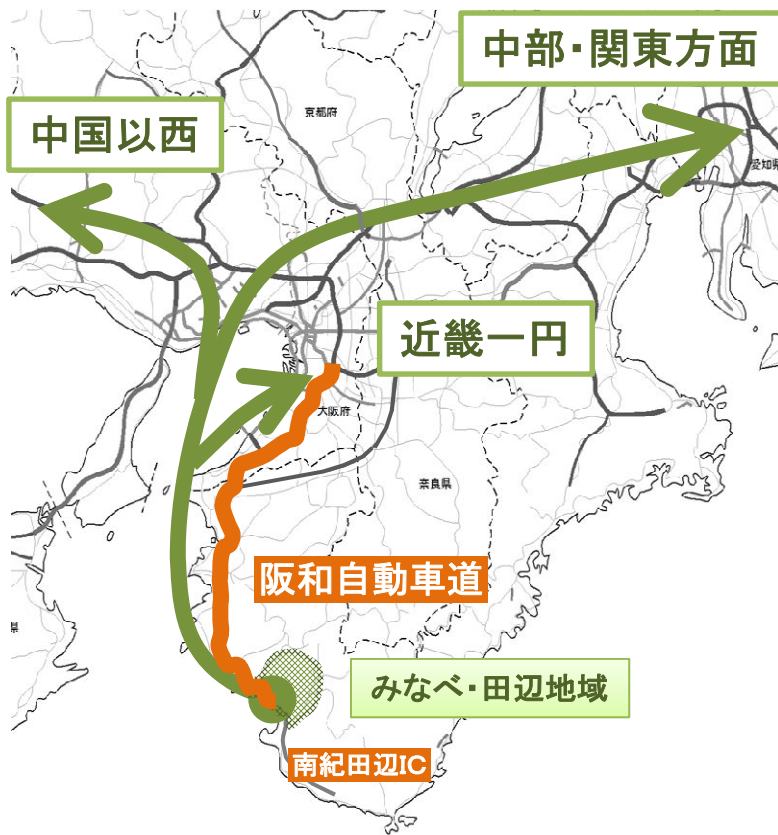 中部・関東方面
京都府
中国以西
愛知県
近畿一円
大阪府
奈良県
阪和自動車道
県
みなべ・田辺地域
南紀田辺IC